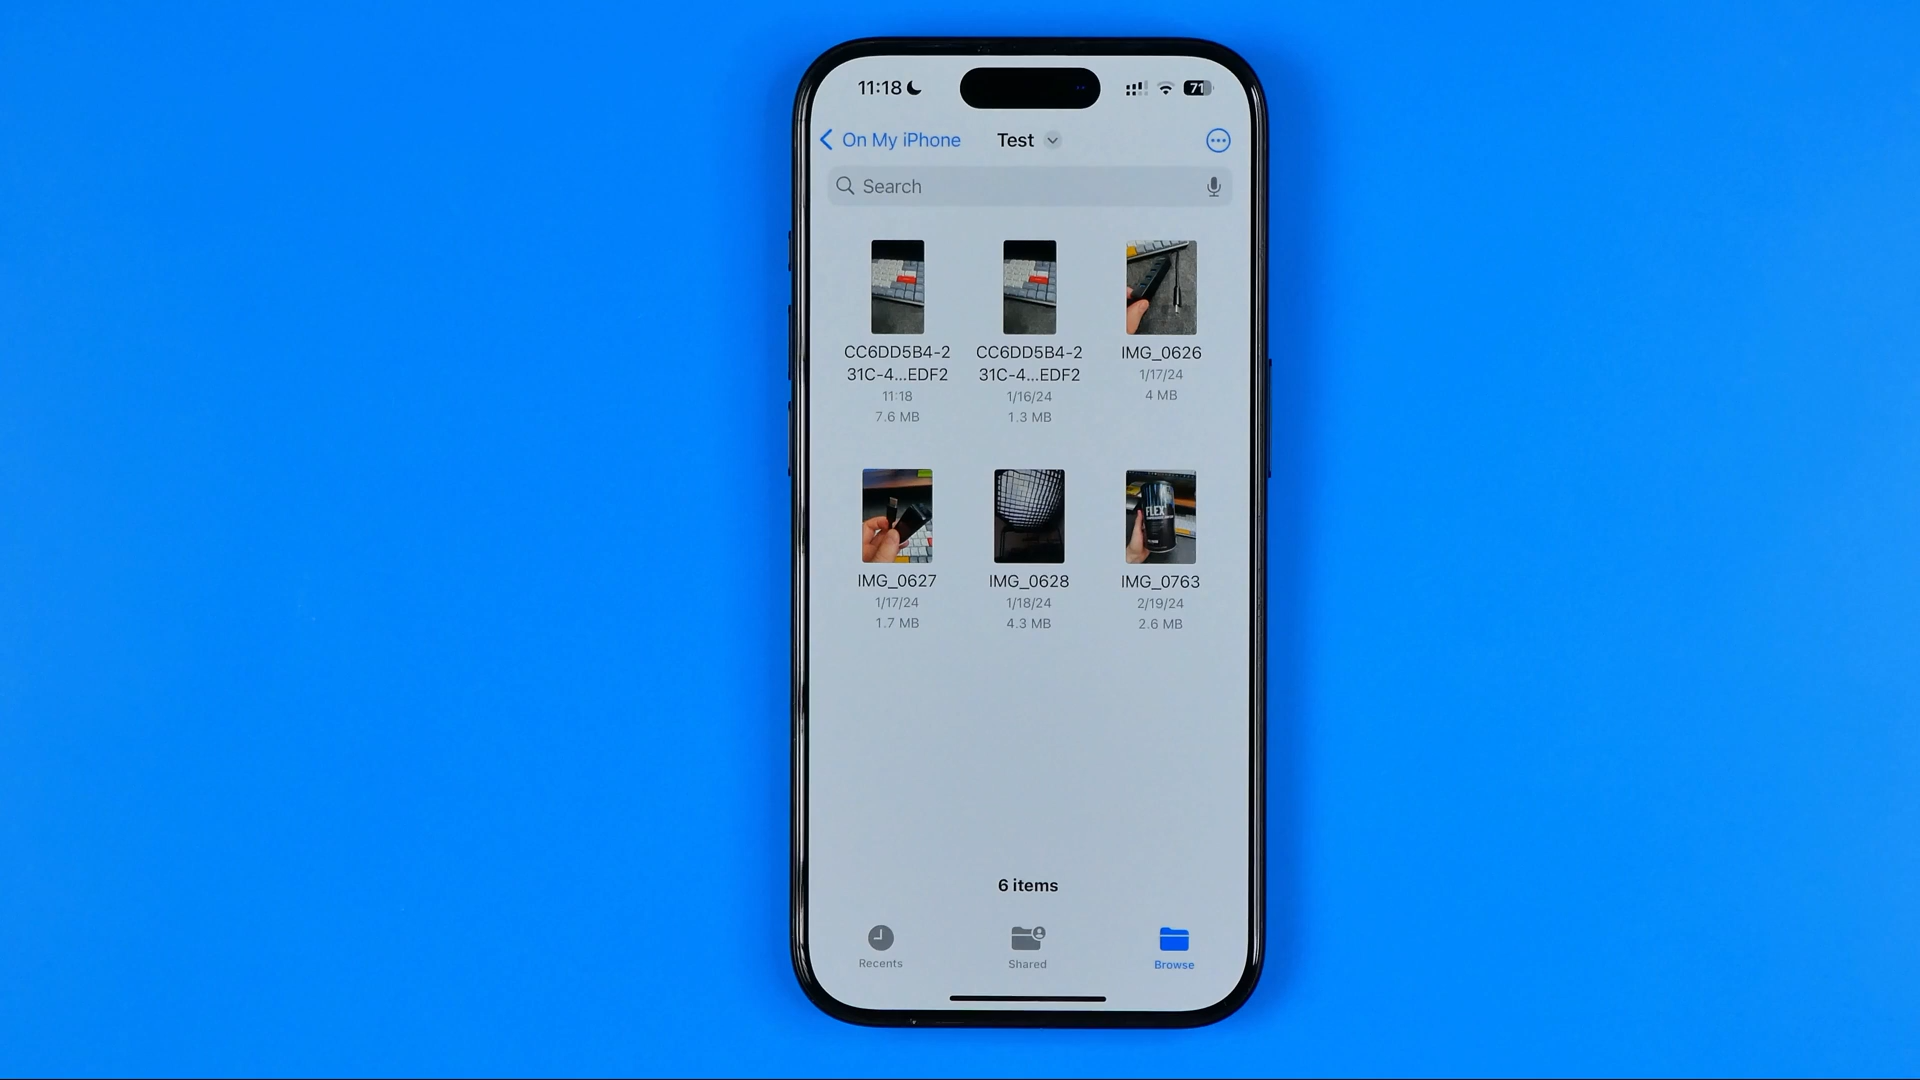 11:18
71
On My iPhone
Test
Search
CC6DD5B4-2
31C-4...EDF2
11:18
7.6 MB
CC6DD5B4-2
31C-4...EDF2
1/16/24
1.3 MB
IMG_0626
1/17/24
4 MB
IMG_0627
1/17/24
1.7 MB
IMG_0628
1/18/24
4.3 MB
FLEX
IMG_0763
2/19/24
2.6 MB
6 items
Recents
Shared
Browse